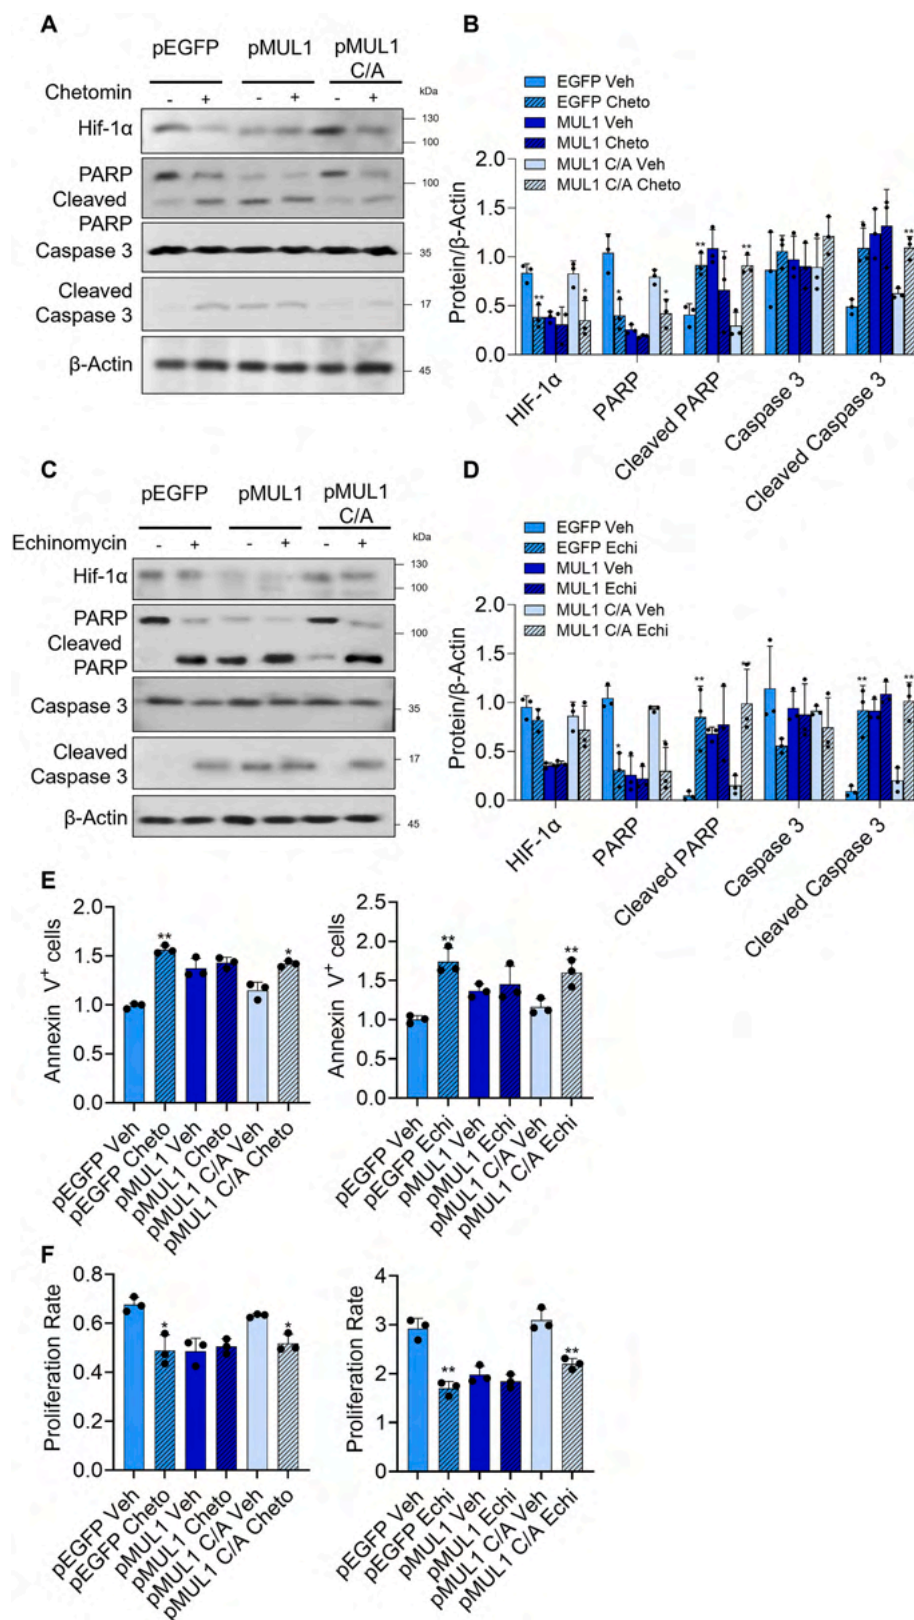 A
pEGFP pMUL1 pMUL1
C/A
Chetomin - + - + - + kDa
Hif-1α 130
100
PARP 100
Cleaved
PARP
Caspase 3 35
Cleaved 17
Caspase 3
β-Actin 45
B
EGFP Veh
EGFP Cheto
MUL1 Veh
MUL1 Cheto
MUL1 C/A Veh
MUL1 C/A Cheto
Protein/β-Actin
2.0
1.5
1.0
0.5
0.0
** * * * ** ** * **
HIF-1α PARP Cleaved PARP Caspase 3 Cleaved Caspase 3
C
pEGFP pMUL1 pMUL1
C/A
Echinomycin - + - + - + kDa
Hif-1α 130
100
PARP 100
Cleaved
PARP
Caspase 3 35
Cleaved 17
Caspase 3
β-Actin 45
D
EGFP Veh
EGFP Echi
MUL1 Veh
MUL1 Echi
MUL1 C/A Veh
MUL1 C/A Echi
Protein/β-Actin
2.0
1.5
1.0
0.5
0.0
* * ** ** ** **
HIF-1α PARP Cleaved PARP Caspase 3 Cleaved Caspase 3
E
Annexin V+ cells
2.0
1.5
1.0
0.5
0.0
** *
pEGFP Veh
pEGFP Cheto
pMUL1 Veh
pMUL1 Cheto
pMUL1 C/A Veh
pMUL1 C/A Cheto
Annexin V+ cells
2.5
2.0
1.5
1.0
0.5
0.0
** **
pEGFP Veh
pEGFP Echi
pMUL1 Veh
pMUL1 Echi
pMUL1 C/A Veh
pMUL1 C/A Echi
F
Proliferation Rate
0.8
0.6
0.4
0.2
0.0
* *
pEGFP Veh
pEGFP Cheto
pMUL1 Veh
pMUL1 Cheto
pMUL1 C/A Veh
pMUL1 C/A Cheto
Proliferation Rate
4
3
2
1
0
** **
pEGFP Veh
pEGFP Echi
pMUL1 Veh
pMUL1 Echi
pMUL1 C/A Veh
pMUL1 C/A Echi